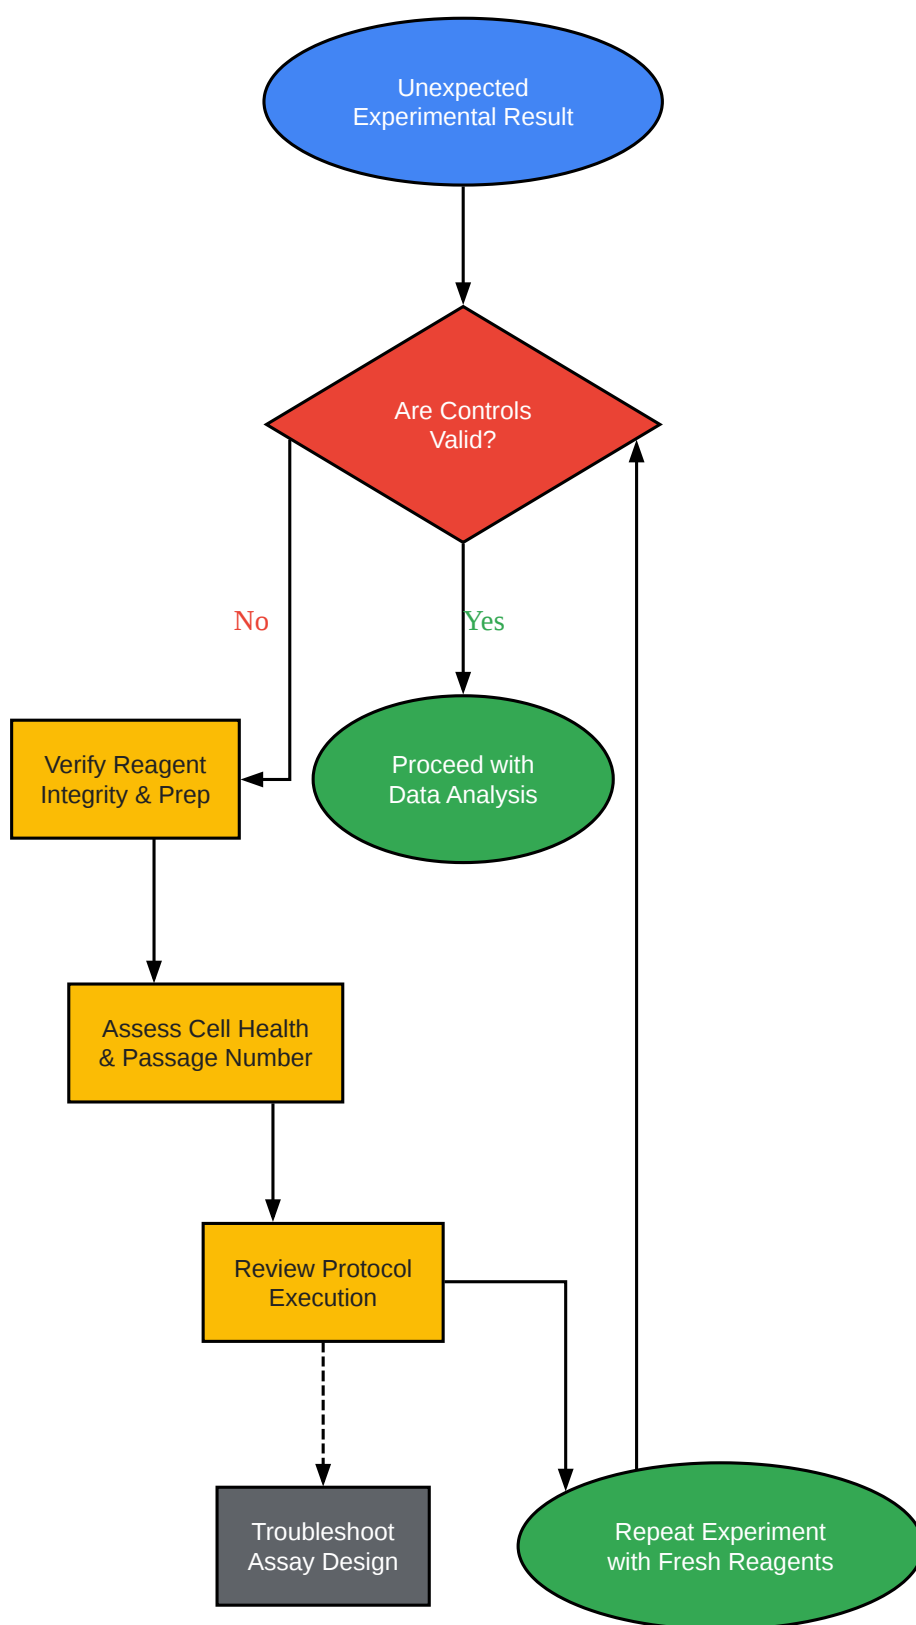 Unexpected
Experimental Result
Are Controls
Valid?
No
Yes
Verify Reagent
Integrity & Prep
Proceed with
Data Analysis
Assess Cell Health
& Passage Number
Review Protocol
Execution
Troubleshoot
Assay Design
Repeat Experiment
with Fresh Reagents